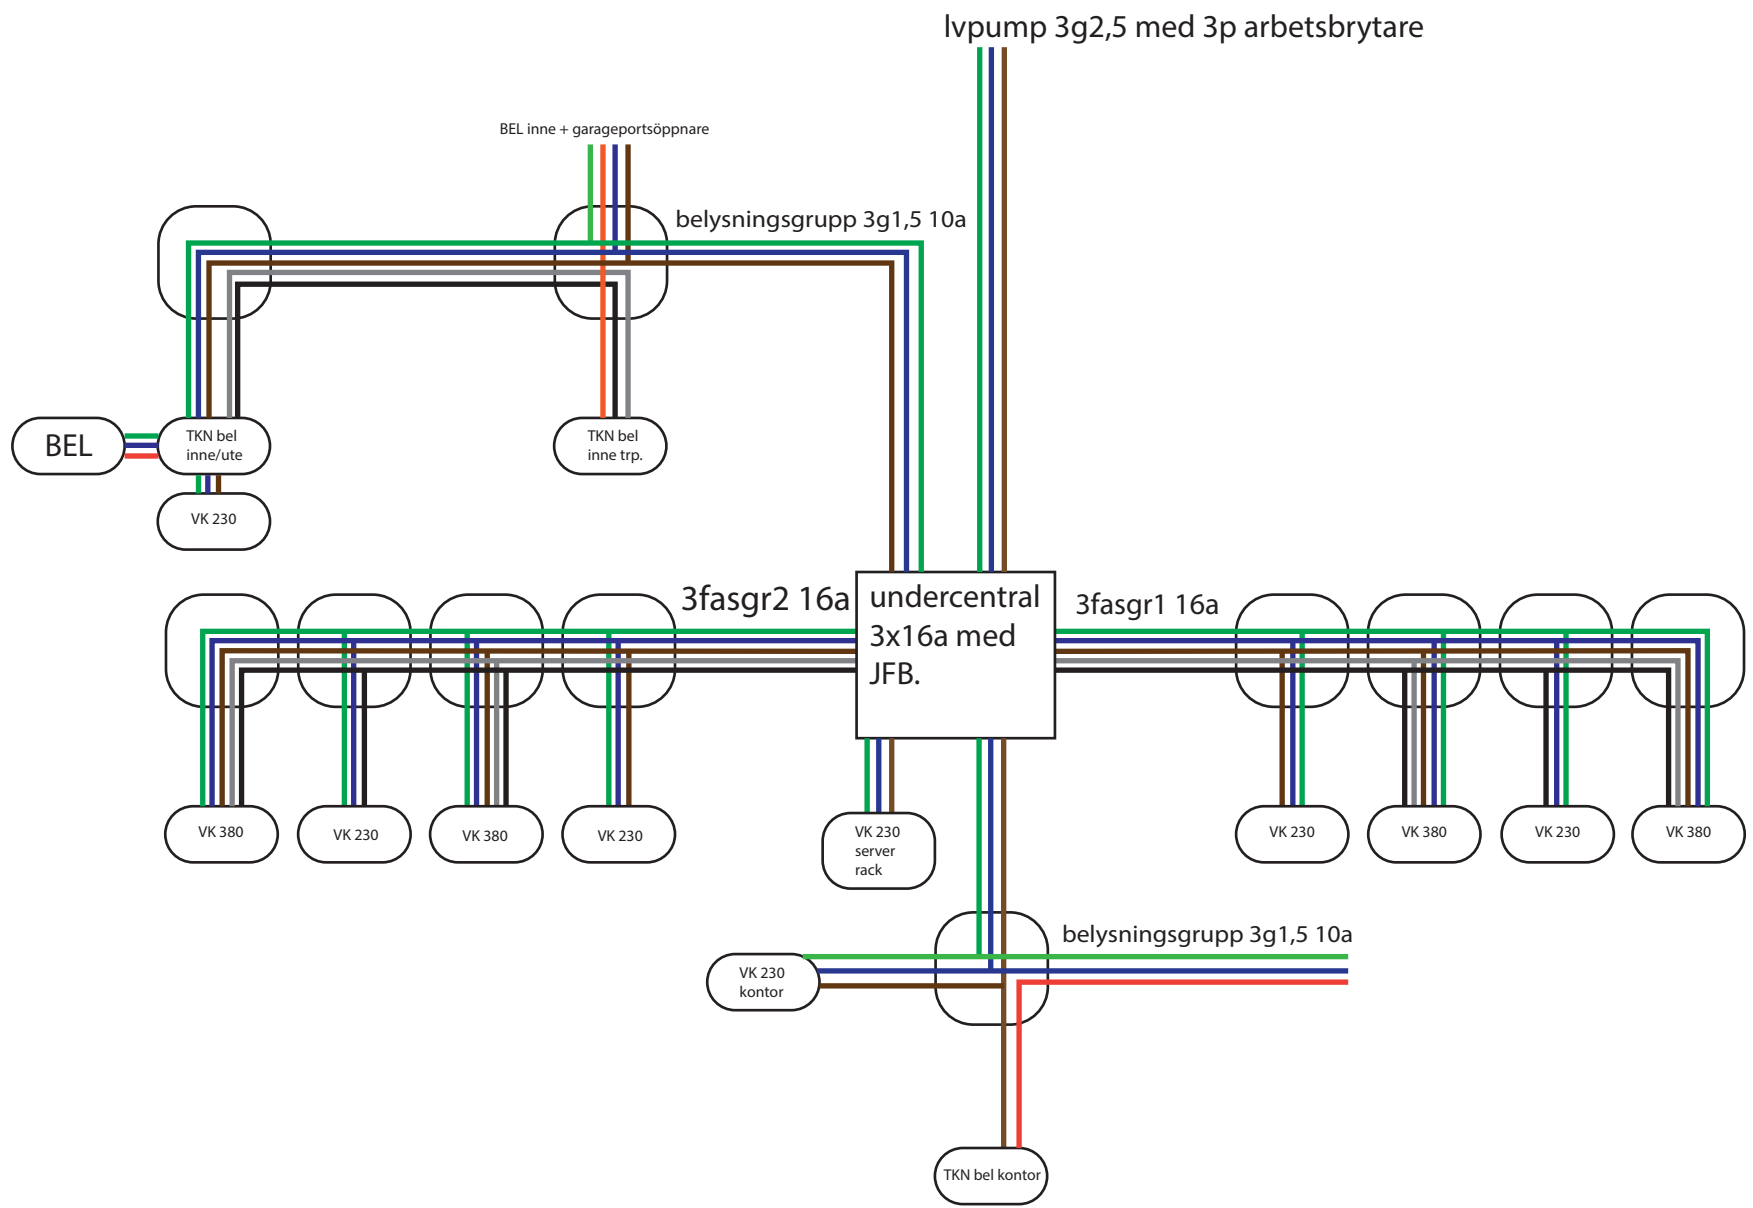 lvpump 3g2,5 med 3p arbetsbrytare
BEL inne + garageportsöppnare
belysningsgrupp 3g1,5 10a
BEL
TKN bel
inne/ute
TKN bel
inne trp.
VK 230
3fasgr2 16a
undercentral
3x16a med
JFB.
3fasgr1 16a
VK 380
VK 230
VK 380
VK 230
VK 230
server
rack
VK 230
VK 380
VK 230
VK 380
belysningsgrupp 3g1,5 10a
VK 230
kontor
TKN bel kontor